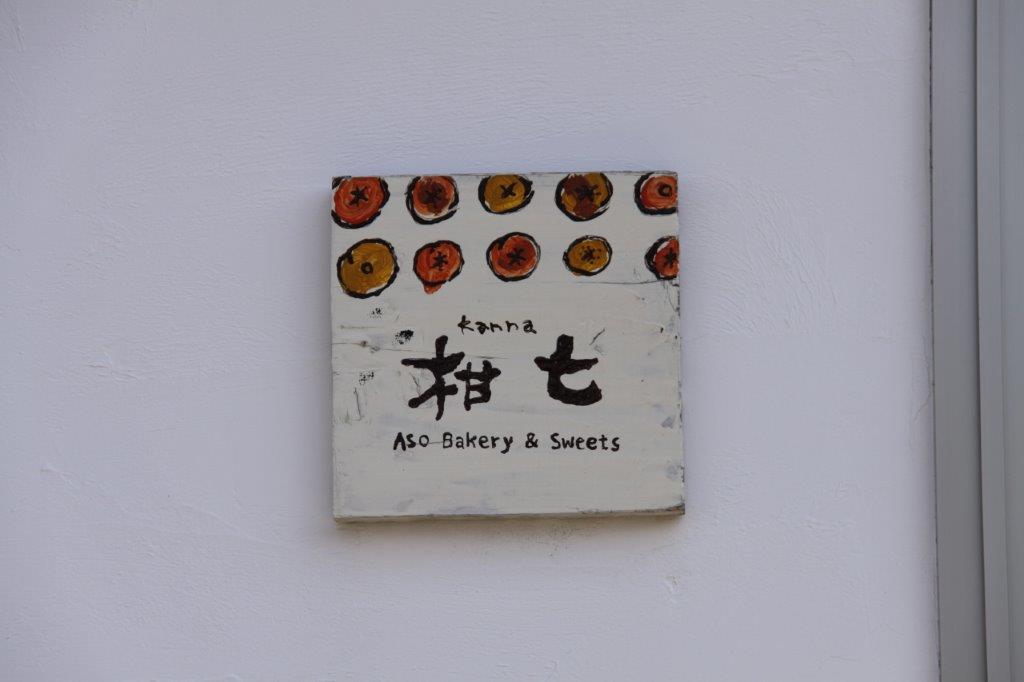 kanna
柑七
Aso Bakery & Sweets